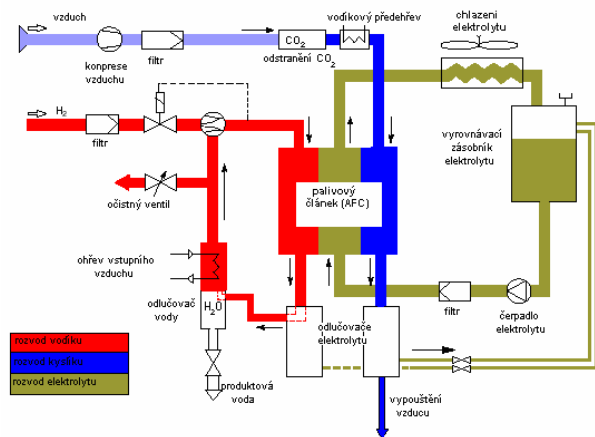 vzduch
konprese
vzduchu
filtr
CO2
odstranění CO2
vodíkový předehřev
chlazeni
elektrolytu
H2
filtr
očistný ventil
palivový
článek (AFC)
vyrovnávací
zásobník
elektrolytu
ohřev vstupního
vzduchu
odlučovač
vody
H2O
produktová
voda
odlučovače
elektrolytu
filtr
čerpadlo
elektrolytu
vypouštění
vzducu
rozvod vodíku
rozvod kyslíku
rozvod elektrolytu